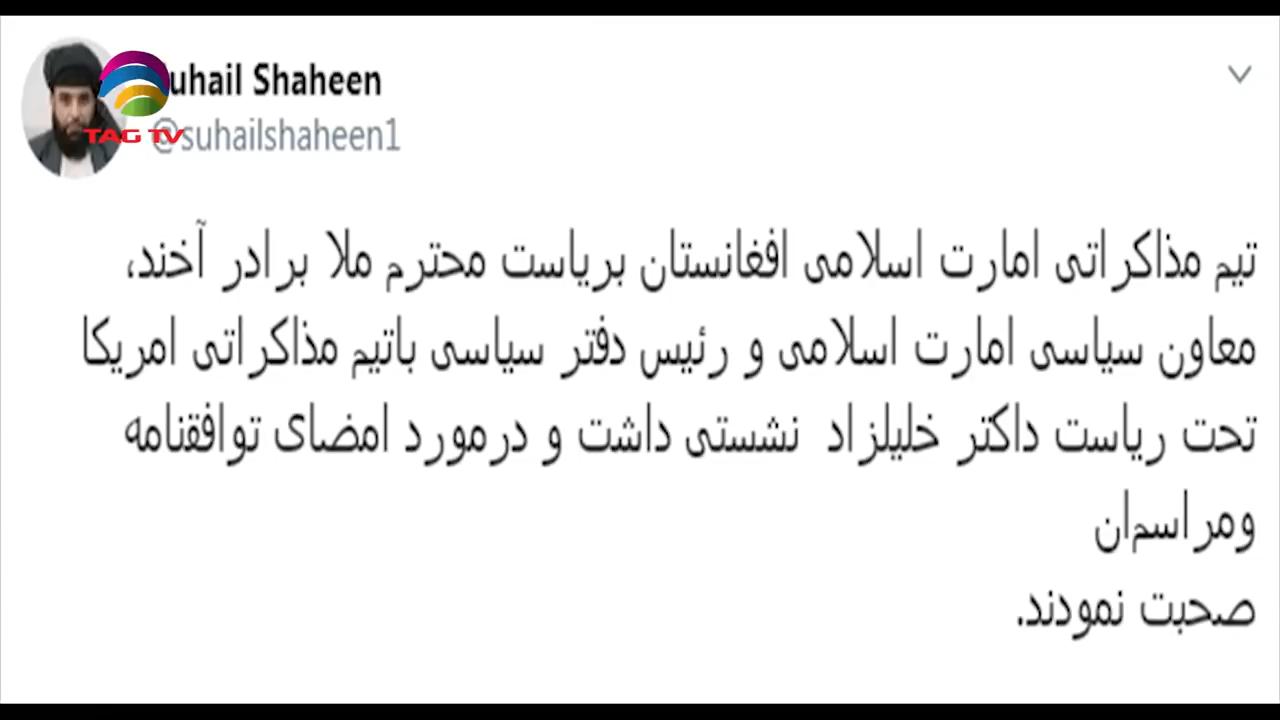 uhail Shaheen
TAG TV
@suhailshaheen1
تیم مذاکراتی امارت اسلامی افغانستان بریاست محترم ملا برادر آخند،
معاون سیاسی امارت اسلامی و رئیس دفتر سیاسی باتیم مذاکراتی امریکا
تحت ریاست داکتر خلیلزاد نشستی داشت و درمورد امضای توافقنامه
ومراسم‌ان
صحبت نمودند.